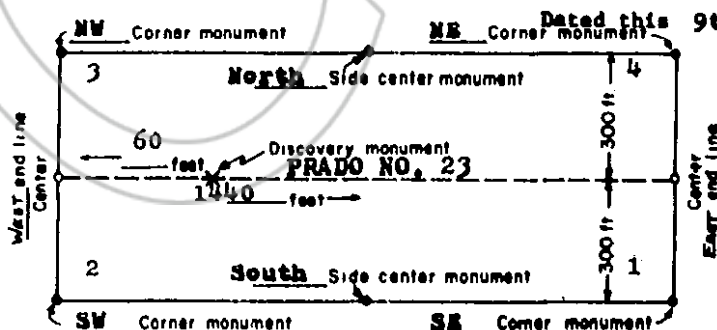 Dated this 9t
NW Corner monument NE Corner monument
3 North Side center monument 4
300 ft
60 feet Discovery monument
PRADO NO. 23
WEST end line
Center
Center
EAST end line
1440 feet
300 ft
2 South Side center monument 1
SW Corner monument SE Corner monument